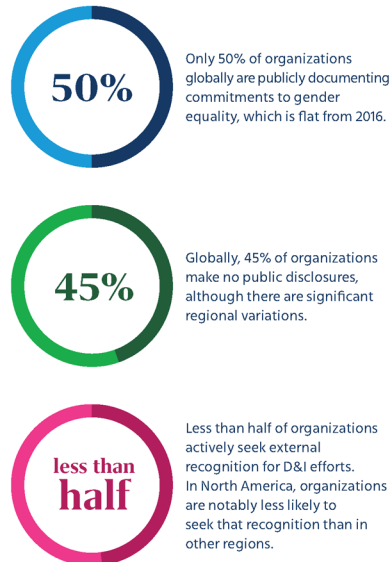 50%
Only 50% of organizations
globally are publicly documenting
commitments to gender
equality, which is flat from 2016.
45%
Globally, 45% of organizations
make no public disclosures,
although there are significant
regional variations.
less than
half
Less than half of organizations
actively seek external
recognition for D&I efforts.
In North America, organizations
are notably less likely to
seek that recognition than in
other regions.